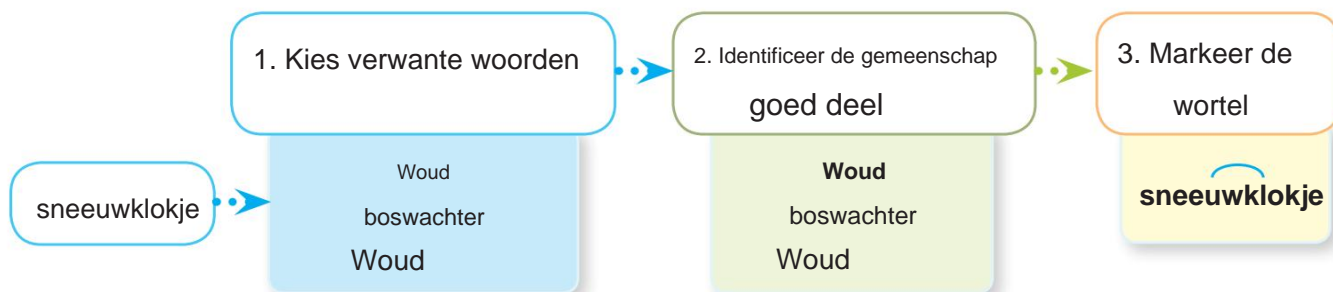 1. Kies verwante woorden
2. Identificeer de gemeenschap
goed deel
3. Markeer de
wortel
sneeuwklokje
Woud
boswachter
Woud
Woud
boswachter
Woud
sneeuwklokje